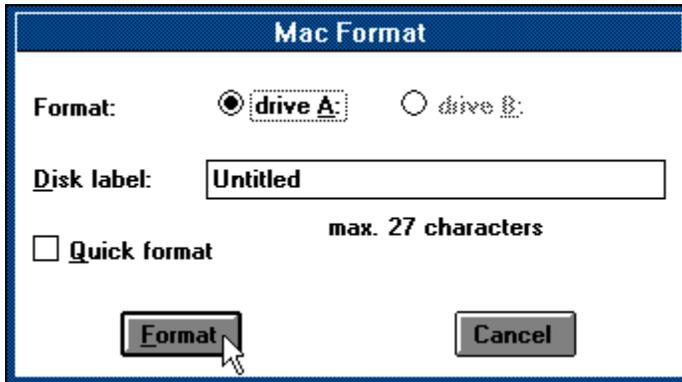 Mac Format
Format: drive A: drive B:
Disk label: Untitled
max. 27 characters
Quick format
Format Cancel